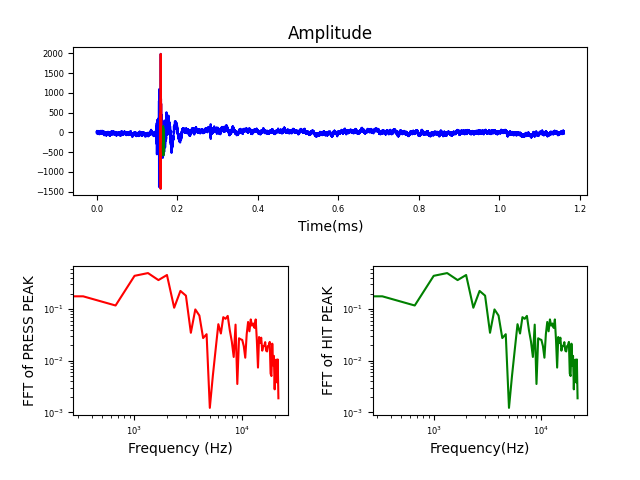 Amplitude
2000
1500
1000
500
0
−500
−1000
−1500
0.0 0.2 0.4 0.6 0.8 1.0 1.2
Time(ms)
FFT of PRESS PEAK
10⁻¹
10⁻²
10⁻³
10³ 10⁴
Frequency (Hz)
FFT of HIT PEAK
10⁻¹
10⁻²
10⁻³
10³ 10⁴
Frequency(Hz)